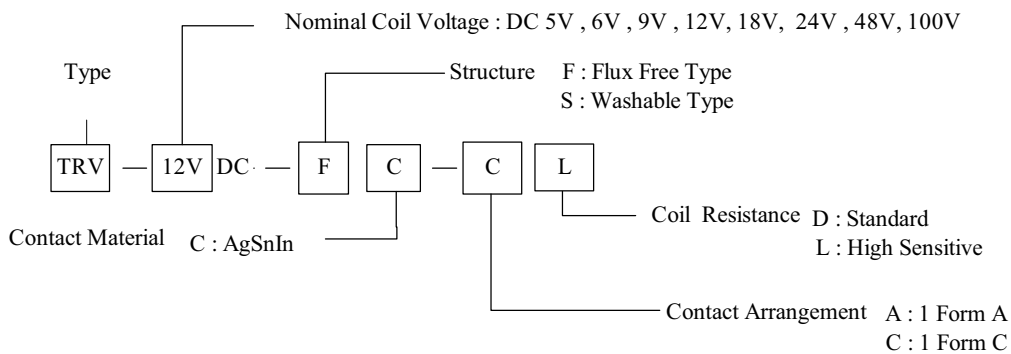 Nominal Coil Voltage : DC 5V , 6V , 9V , 12V, 18V, 24V , 48V, 100V
Type
Structure F : Flux Free Type
S : Washable Type
TRV — 12V DC — F C — C L
Coil Resistance D : Standard
Contact Material C : AgSnIn
L : High Sensitive
Contact Arrangement A : 1 Form A
C : 1 Form C